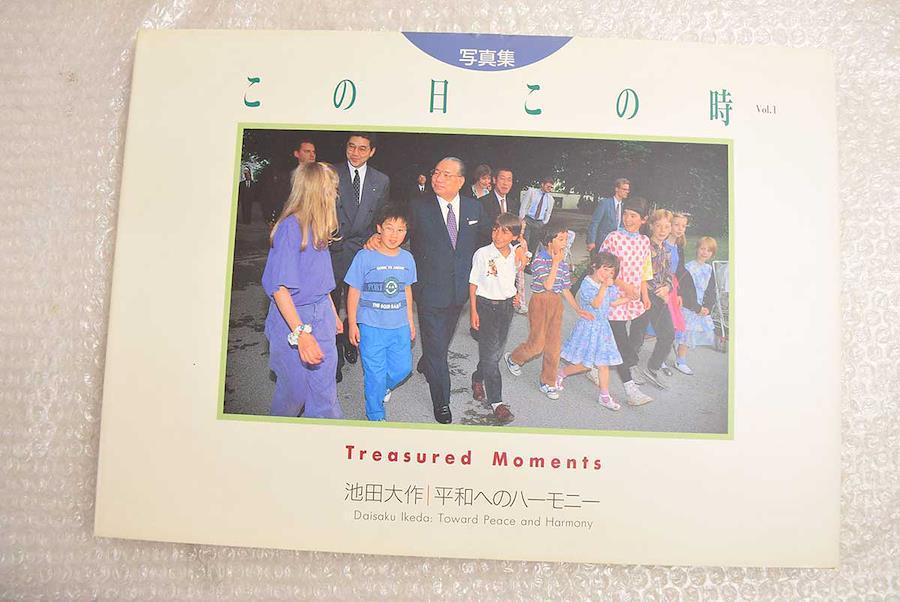 写真集
この日この時 Vol.1
Treasured Moments
池田大作|平和へのハーモニー
Daisaku Ikeda: Toward Peace and Harmony